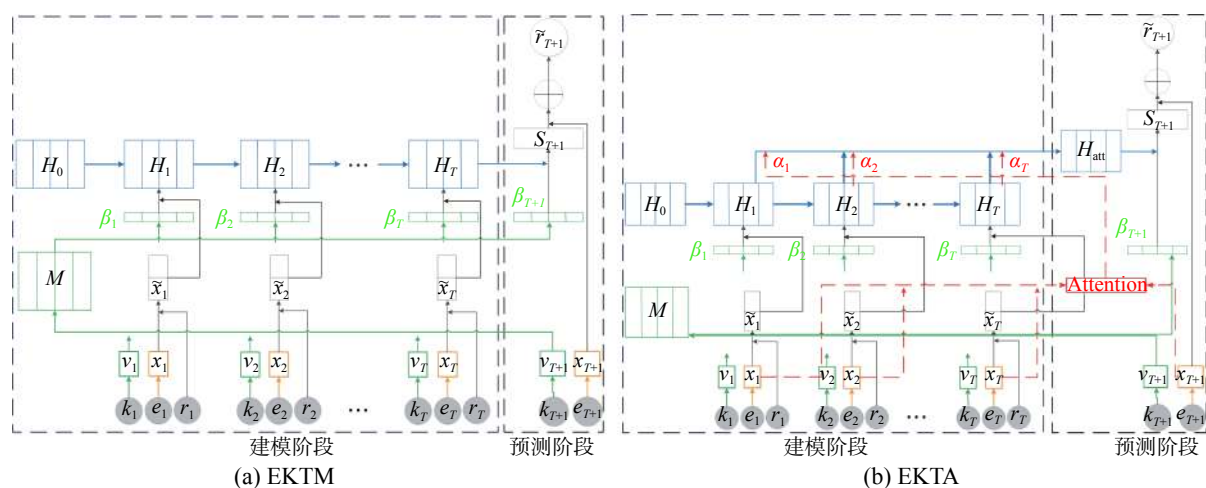 r̃T+1
ST+1
H0 H1 H2 ... HT
β1 β2 βT βT+1
M
x̃1 x̃2 x̃T
v1 x1 v2 x2 vT xT vT+1 xT+1
k1 e1 r1 k2 e2 r2 ... kT eT rT kT+1 eT+1
建模阶段 预测阶段
(a) EKTM
r̃T+1
ST+1
α1 α2 αT Hatt
H0 H1 H2 ... HT
β1 β2 βT βT+1
Attention
M
x̃1 x̃2 x̃T
v1 x1 v2 x2 vT xT vT+1 xT+1
k1 e1 r1 k2 e2 r2 ... kT eT rT kT+1 eT+1
建模阶段 预测阶段
(b) EKTA